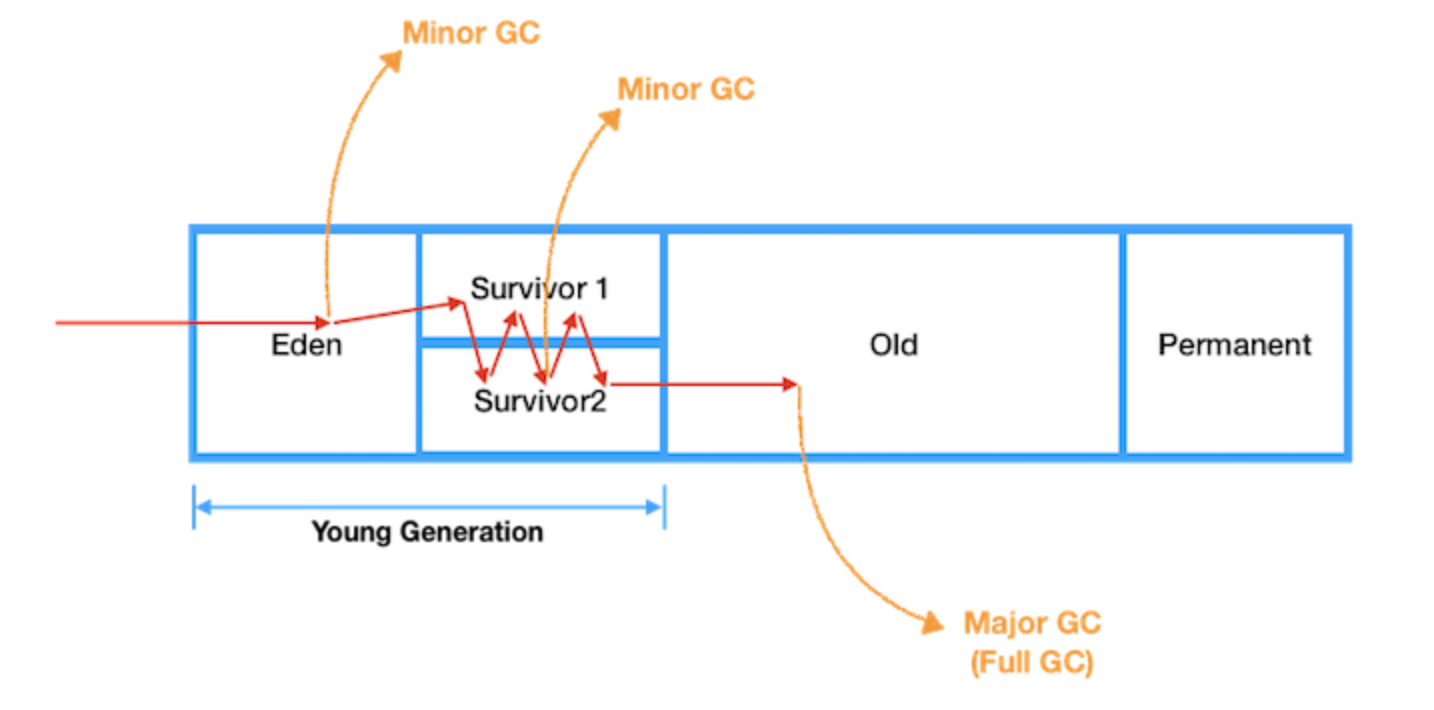 Minor GC
Minor GC
Survivor 1
Eden
Survivor2
Old
Permanent
Young Generation
Major GC
(Full GC)